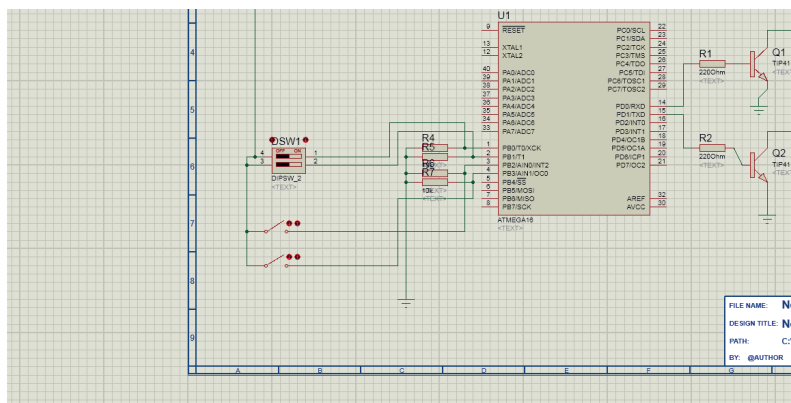 U1
9 RESET
13 XTAL1
12 XTAL2
40 PA0/ADC0
39 PA1/ADC1
38 PA2/ADC2
37 PA3/ADC3
36 PA4/ADC4
35 PA5/ADC5
34 PA6/ADC6
33 PA7/ADC7
1 PB0/T0/XCK
2 PB1/T1
3 PB2/AIN0/INT2
4 PB3/AIN1/OC0
5 PB4/SS
6 PB5/MOSI
7 PB6/MISO
8 PB7/SCK
PC0/SCL 22
PC1/SDA 23
PC2/TCK 24
PC3/TMS 25
PC4/TDO 26
PC5/TDI 27
PC6/TOSC1 28
PC7/TOSC2 29
PD0/RXD 14
PD1/TXD 15
PD2/INT0 16
PD3/INT1 17
PD4/OC1B 18
PD5/OC1A 19
PD6/ICP1 20
PD7/OC2 21
AREF 32
AVCC 30
ATMEGA16
<TEXT>
R1
220Ohm
<TEXT>
Q1
TIP41
<TEX
R2
220Ohm
<TEXT>
Q2
TIP41
<TEX
DSW1
OFF ON
4 1
3 2
DIPSW_2
<TEXT>
R4
R5
R6
R7
10k
<TEXT>
4
5
6
7
8
9
A B C D E F G
FILE NAME: N
DESIGN TITLE: N
PATH: C:\
BY: @AUTHOR